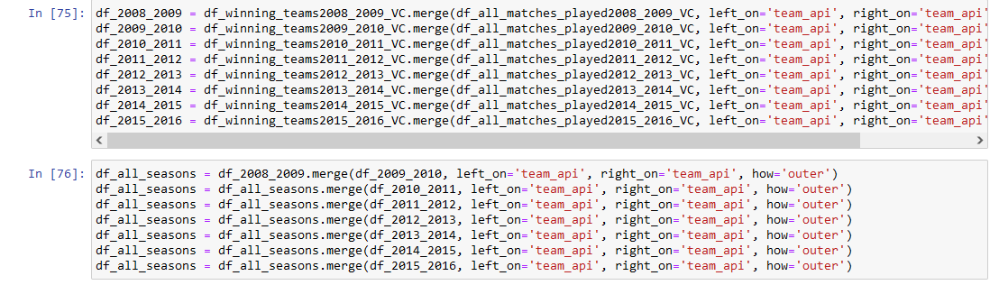 In [75]: df_2008_2009 = df_winning_teams2008_2009_VC.merge(df_all_matches_played2008_2009_VC, left_on='team_api', right_on='team_api'
df_2009_2010 = df_winning_teams2009_2010_VC.merge(df_all_matches_played2009_2010_VC, left_on='team_api', right_on='team_api'
df_2010_2011 = df_winning_teams2010_2011_VC.merge(df_all_matches_played2010_2011_VC, left_on='team_api', right_on='team_api'
df_2011_2012 = df_winning_teams2011_2012_VC.merge(df_all_matches_played2011_2012_VC, left_on='team_api', right_on='team_api'
df_2012_2013 = df_winning_teams2012_2013_VC.merge(df_all_matches_played2012_2013_VC, left_on='team_api', right_on='team_api'
df_2013_2014 = df_winning_teams2013_2014_VC.merge(df_all_matches_played2013_2014_VC, left_on='team_api', right_on='team_api'
df_2014_2015 = df_winning_teams2014_2015_VC.merge(df_all_matches_played2014_2015_VC, left_on='team_api', right_on='team_api'
df_2015_2016 = df_winning_teams2015_2016_VC.merge(df_all_matches_played2015_2016_VC, left_on='team_api', right_on='team_api'
In [76]: df_all_seasons = df_2008_2009.merge(df_2009_2010, left_on='team_api', right_on='team_api', how='outer')
df_all_seasons = df_all_seasons.merge(df_2010_2011, left_on='team_api', right_on='team_api', how='outer')
df_all_seasons = df_all_seasons.merge(df_2011_2012, left_on='team_api', right_on='team_api', how='outer')
df_all_seasons = df_all_seasons.merge(df_2012_2013, left_on='team_api', right_on='team_api', how='outer')
df_all_seasons = df_all_seasons.merge(df_2013_2014, left_on='team_api', right_on='team_api', how='outer')
df_all_seasons = df_all_seasons.merge(df_2014_2015, left_on='team_api', right_on='team_api', how='outer')
df_all_seasons = df_all_seasons.merge(df_2015_2016, left_on='team_api', right_on='team_api', how='outer')